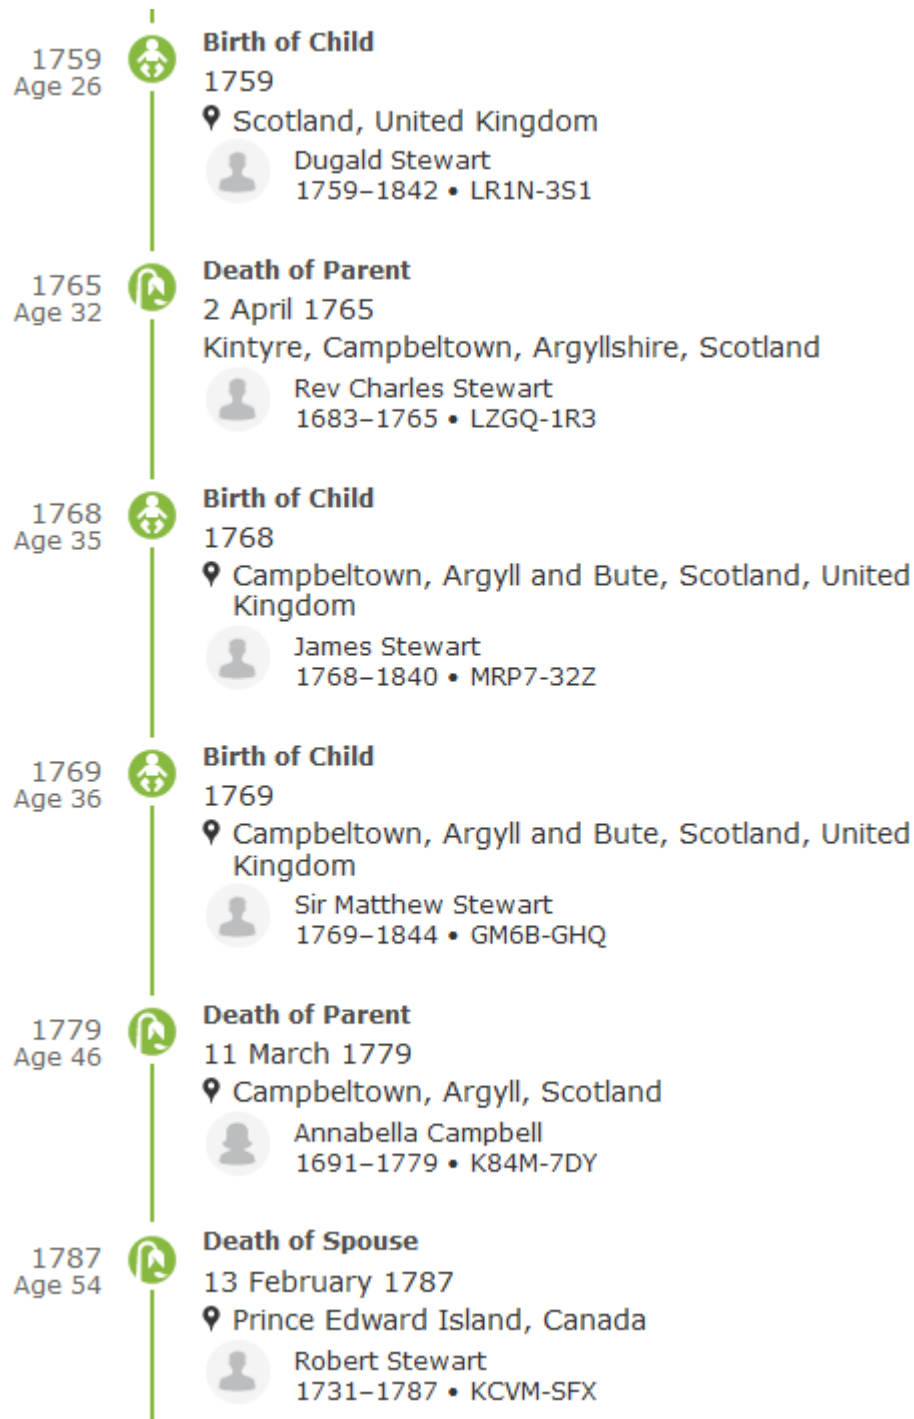 1759
Age 26
Birth of Child
1759
Scotland, United Kingdom
Dugald Stewart
1759–1842 • LR1N-3S1
1765
Age 32
Death of Parent
2 April 1765
Kintyre, Campbeltown, Argyllshire, Scotland
Rev Charles Stewart
1683–1765 • LZGQ-1R3
1768
Age 35
Birth of Child
1768
Campbeltown, Argyll and Bute, Scotland, United
Kingdom
James Stewart
1768–1840 • MRP7-32Z
1769
Age 36
Birth of Child
1769
Campbeltown, Argyll and Bute, Scotland, United
Kingdom
Sir Matthew Stewart
1769–1844 • GM6B-GHQ
1779
Age 46
Death of Parent
11 March 1779
Campbeltown, Argyll, Scotland
Annabella Campbell
1691–1779 • K84M-7DY
1787
Age 54
Death of Spouse
13 February 1787
Prince Edward Island, Canada
Robert Stewart
1731–1787 • KCVM-SFX